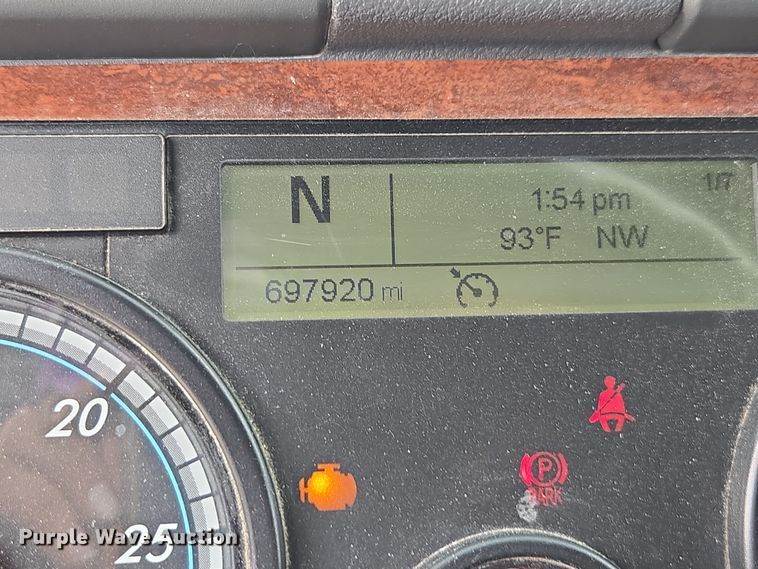 N
1:54 pm
1/7
93°F NW
697920 mi
20
25
P
PARK
Purple Wave Auction